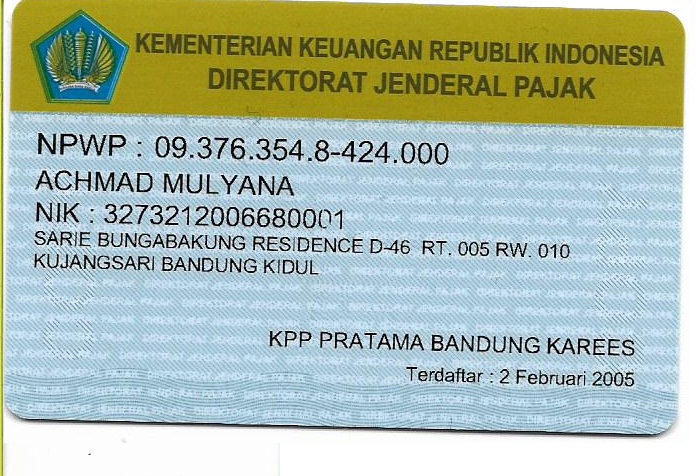 KEMENTERIAN KEUANGAN REPUBLIK INDONESIA
DIREKTORAT JENDERAL PAJAK
NPWP : 09.376.354.8-424.000
ACHMAD MULYANA
NIK : 3273212006680001
SARIE BUNGABAKUNG RESIDENCE D-46 RT. 005 RW. 010
KUJANGSARI BANDUNG KIDUL
KPP PRATAMA BANDUNG KAREES
Terdaftar : 2 Februari 2005